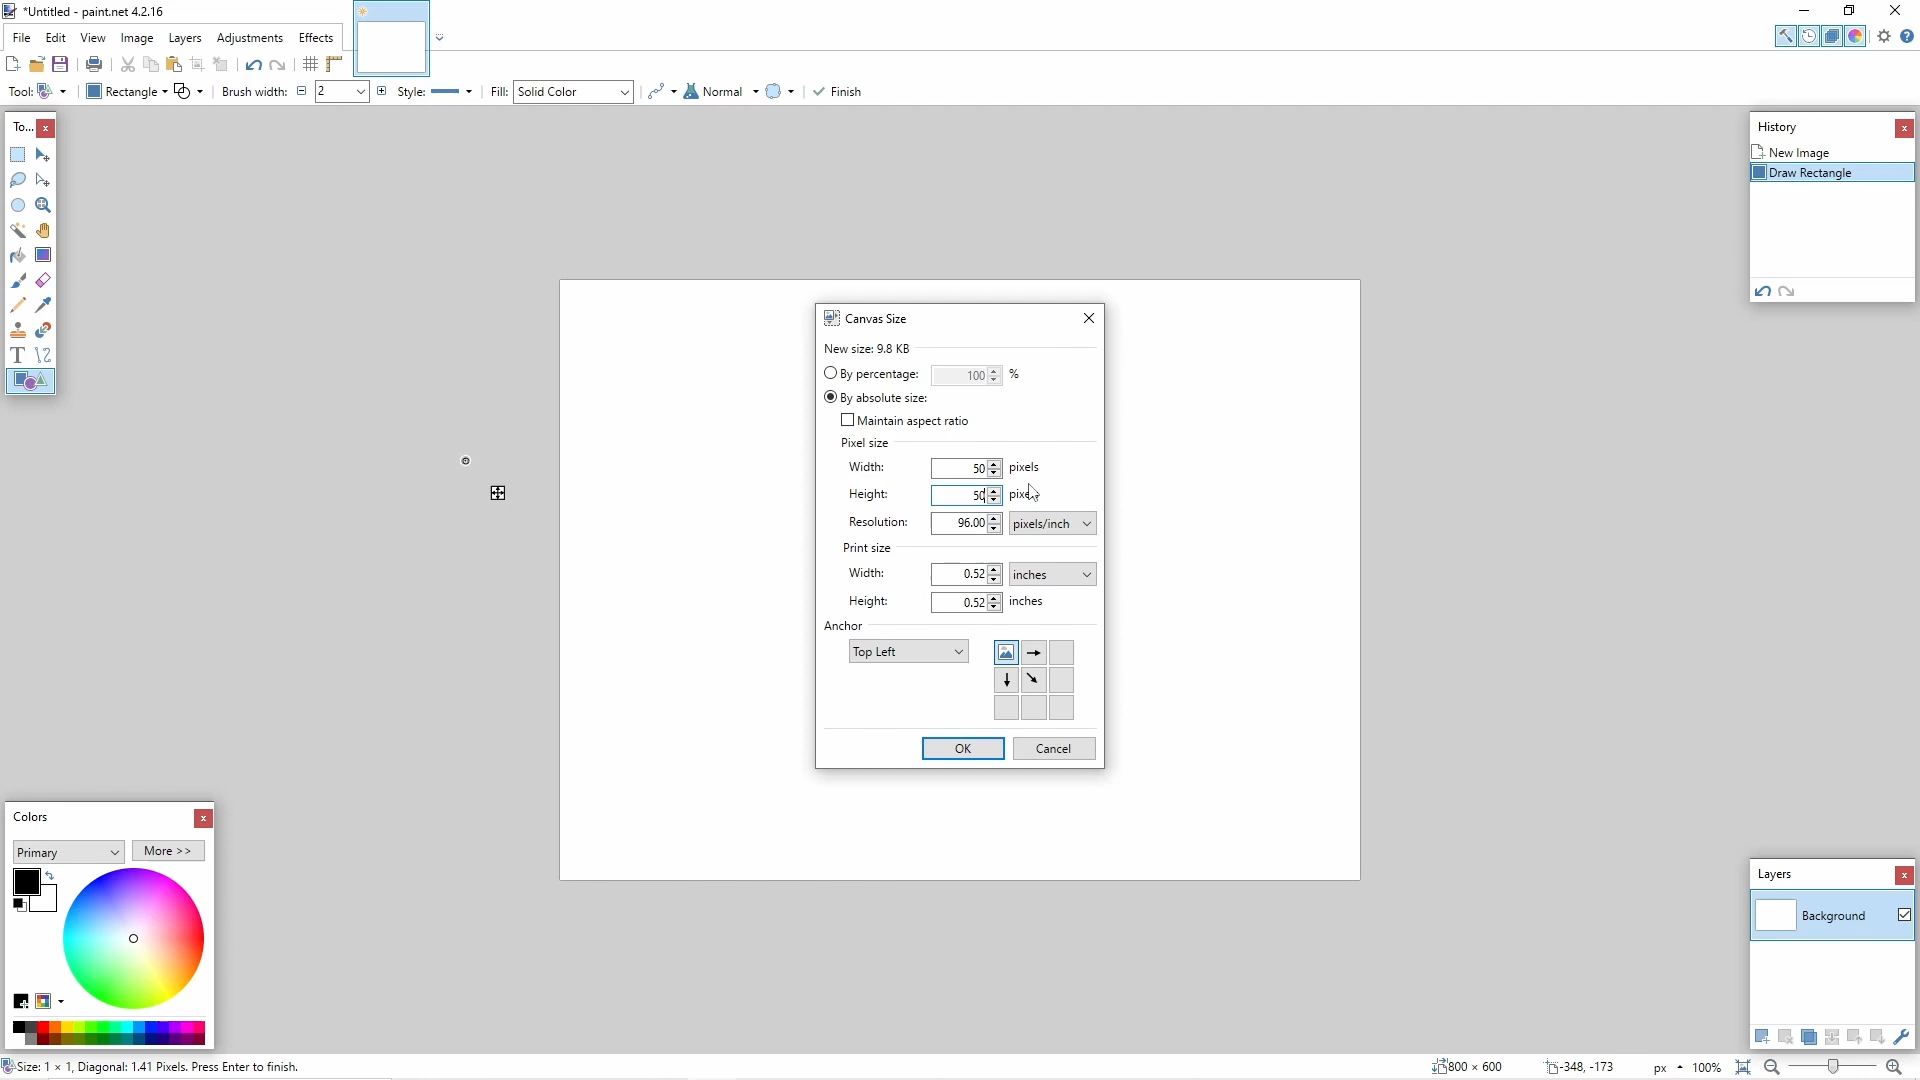 *Untitled - paint.net 4.2.16
File Edit View Image Layers Adjustments Effects
Tool: Rectangle Brush width: 2 Style: Fill: Solid Color Normal Finish
To...
History
New Image
Draw Rectangle
Canvas Size
New size: 9.8 KB
By percentage: 100 %
By absolute size:
Maintain aspect ratio
Pixel size
Width: 50 pixels
Height: 50 pixels
Resolution: 96.00 pixels/inch
Print size
Width: 0.52 inches
Height: 0.52 inches
Anchor
Top Left
OK Cancel
Colors
Primary More >>
Layers
Background
Size: 1 × 1, Diagonal: 1.41 Pixels. Press Enter to finish. 800 × 600 -348, -173 px 100%